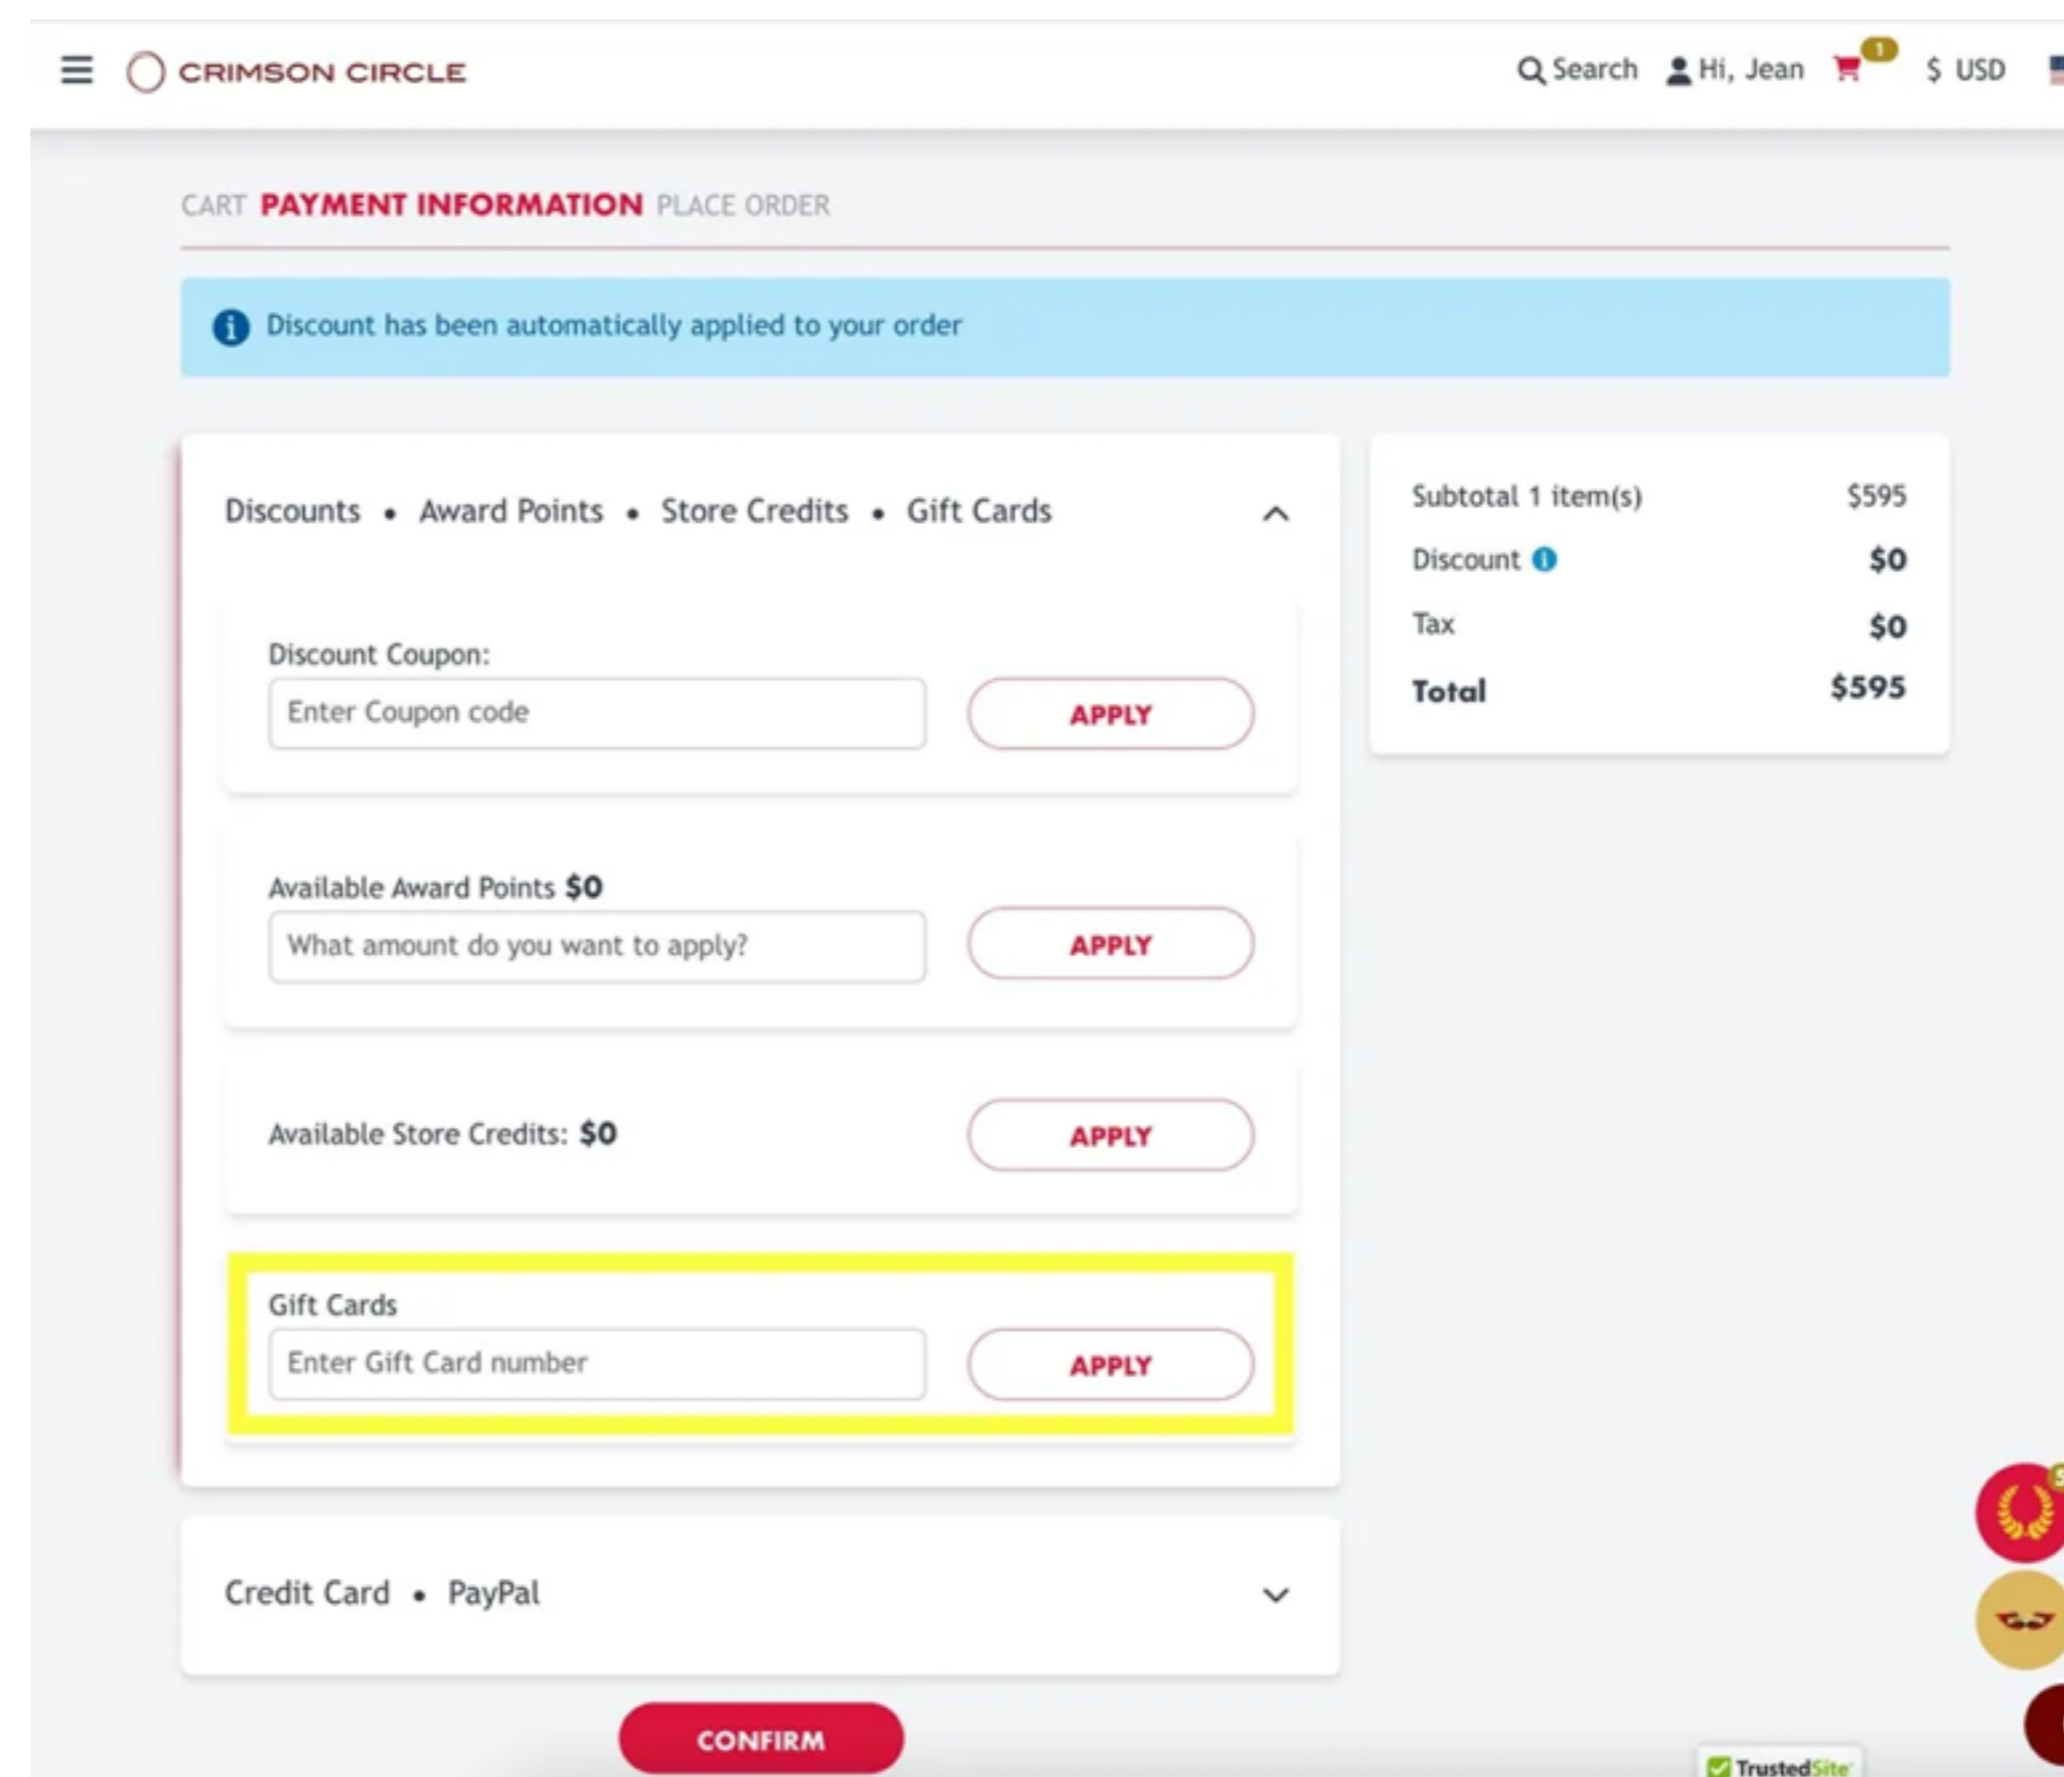 CRIMSON CIRCLE
Search Hi, Jean 1 $ USD
CART PAYMENT INFORMATION PLACE ORDER
Discount has been automatically applied to your order
Discounts • Award Points • Store Credits • Gift Cards
Discount Coupon:
Enter Coupon code APPLY
Available Award Points $0
What amount do you want to apply? APPLY
Available Store Credits: $0 APPLY
Gift Cards
Enter Gift Card number APPLY
Credit Card • PayPal
CONFIRM
Subtotal 1 item(s) $595
Discount $0
Tax $0
Total $595
TrustedSite